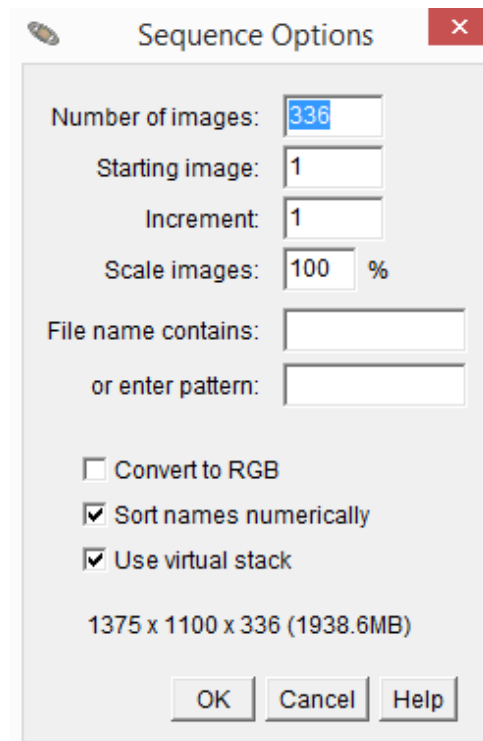 Sequence Options
Number of images: 336
Starting image: 1
Increment: 1
Scale images: 100 %
File name contains:
or enter pattern:
Convert to RGB
Sort names numerically
Use virtual stack
1375 x 1100 x 336 (1938.6MB)
OK Cancel Help